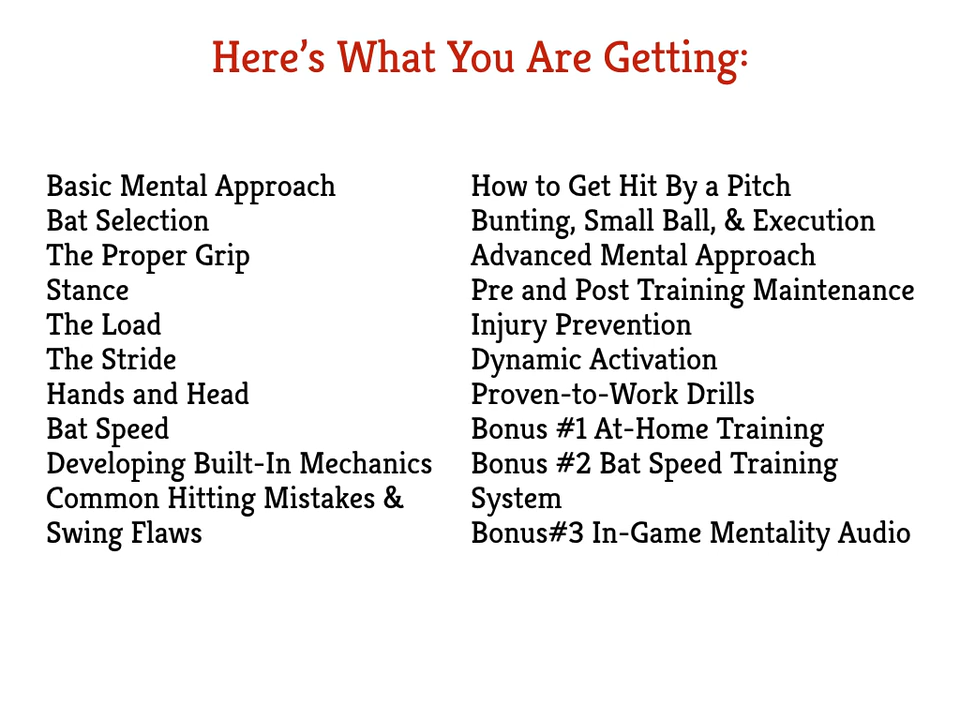 Here’s What You Are Getting:
Basic Mental Approach
Bat Selection
The Proper Grip
Stance
The Load
The Stride
Hands and Head
Bat Speed
Developing Built-In Mechanics
Common Hitting Mistakes &
Swing Flaws
How to Get Hit By a Pitch
Bunting, Small Ball, & Execution
Advanced Mental Approach
Pre and Post Training Maintenance
Injury Prevention
Dynamic Activation
Proven-to-Work Drills
Bonus #1 At-Home Training
Bonus #2 Bat Speed Training
System
Bonus#3 In-Game Mentality Audio